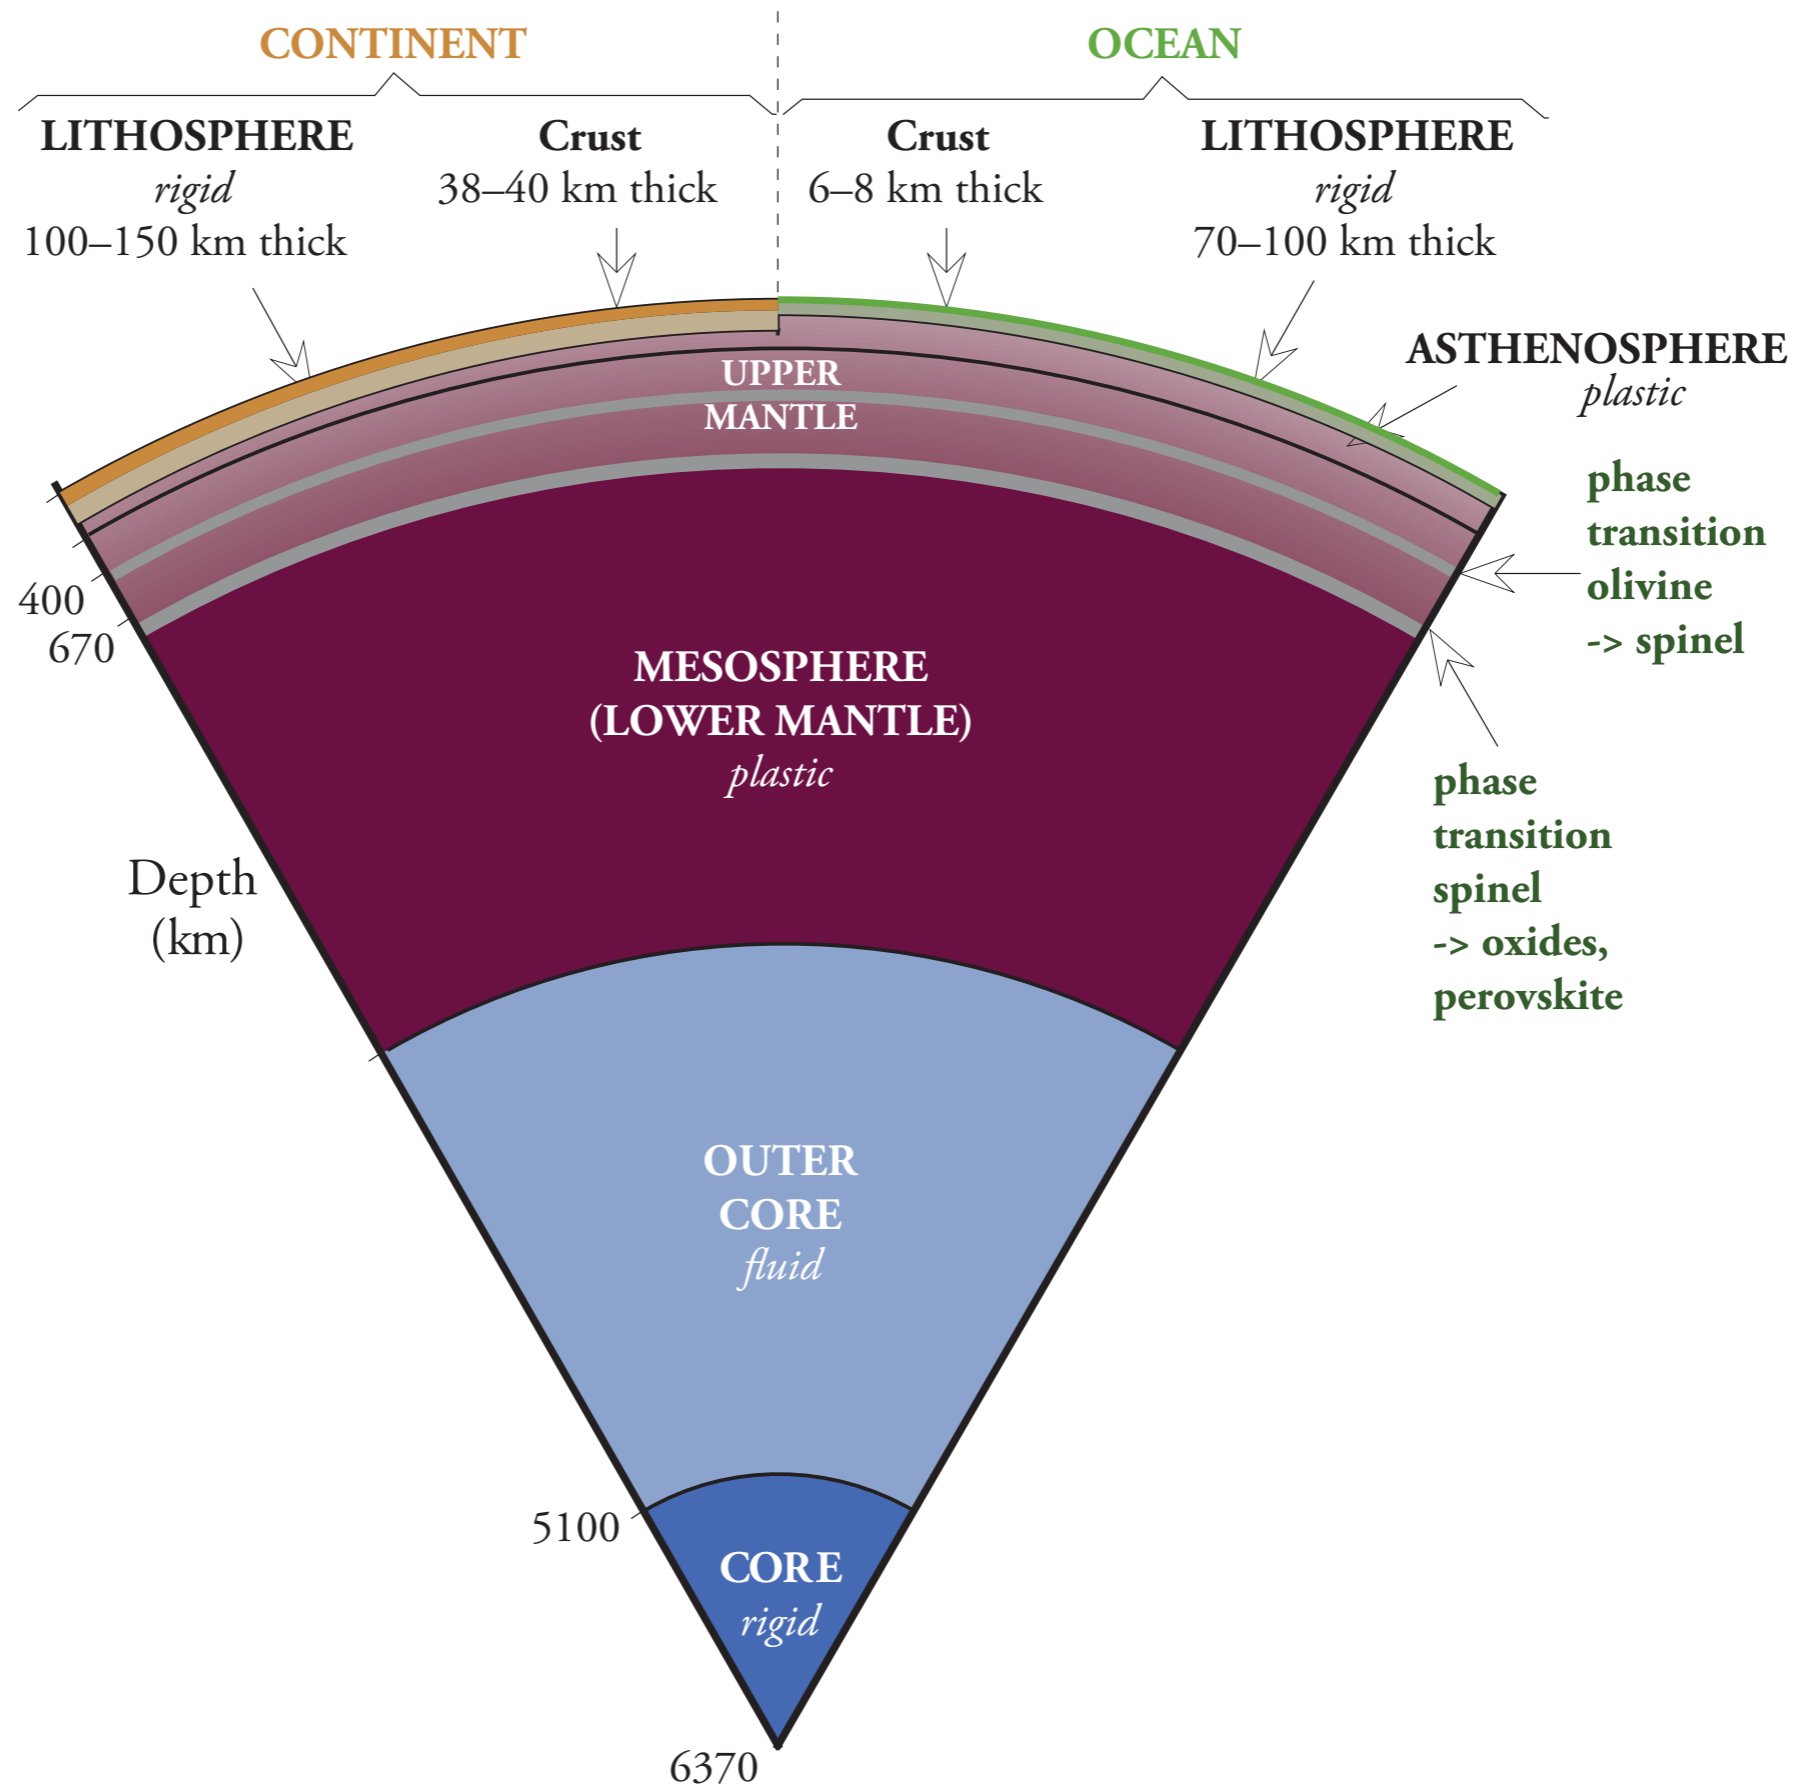 CONTINENT
OCEAN
LITHOSPHERE
rigid
100–150 km thick
Crust
38–40 km thick
Crust
6–8 km thick
LITHOSPHERE
rigid
70–100 km thick
ASTHENOSPHERE
plastic
UPPER
MANTLE
phase
transition
olivine
-> spinel
400
670
MESOSPHERE
(LOWER MANTLE)
plastic
phase
transition
spinel
-> oxides,
perovskite
Depth
(km)
OUTER
CORE
fluid
5100
CORE
rigid
6370